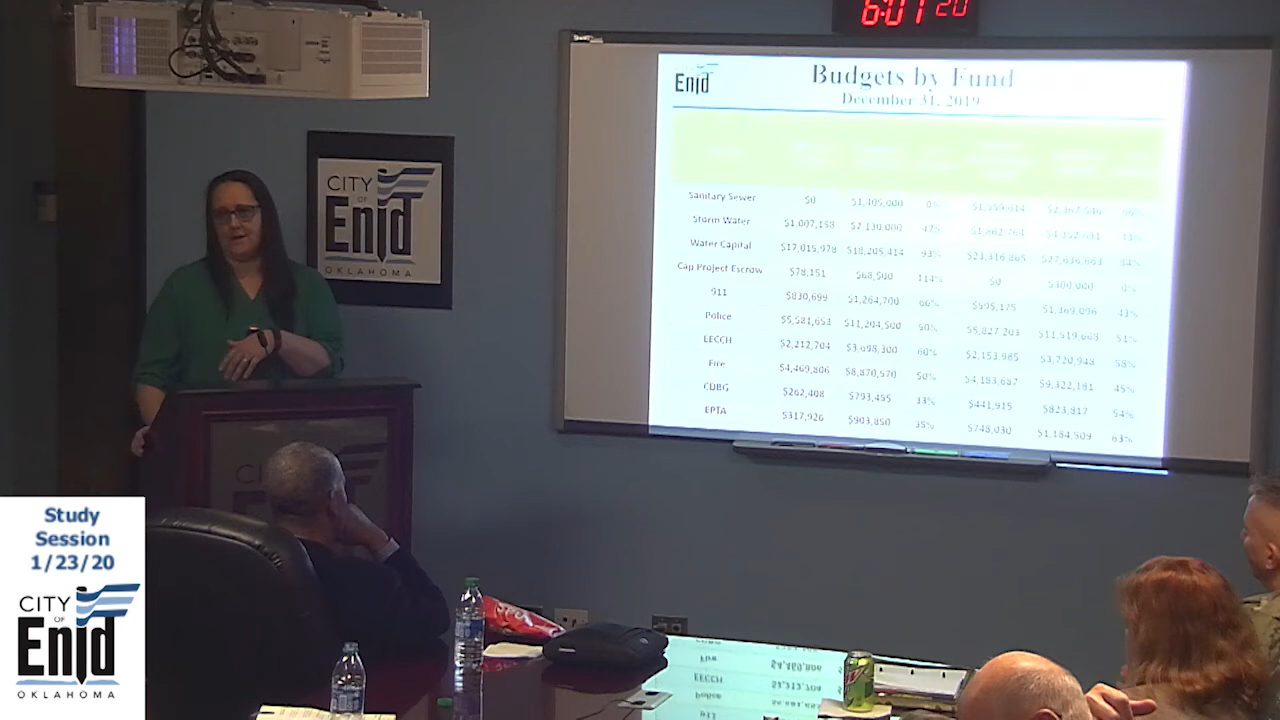 6:01 20
Enid
Budgets by Fund
December 31, 2019
Sanitary Sewer $0 $1,405,000 0%
Storm Water $1,007,158 $2,130,000 47%
Water Capital $17,015,978 $18,205,414 93% $23,316,865 $27,636,663 84%
Cap Project Escrow $78,151 $68,500 114% $0 $300,000 0%
911 $830,699 $1,264,700 66% $595,175 $1,369,096 43%
Police $5,581,653 $11,204,500 50% $5,827,203 $11,519,668 51%
LECCH $2,212,704 $3,698,300 60% $2,153,985 $3,720,948 58%
Fire $4,469,806 $8,870,570 50% $4,183,687 $9,322,181 45%
CDBG $262,408 $793,455 33% $441,915 $823,817 54%
EPTA $317,926 $903,850 35% $748,030 $1,184,509 63%
CITY
OF
Enid
OKLAHOMA
Study
Session
1/23/20
CITY
OF
Enid
OKLAHOMA